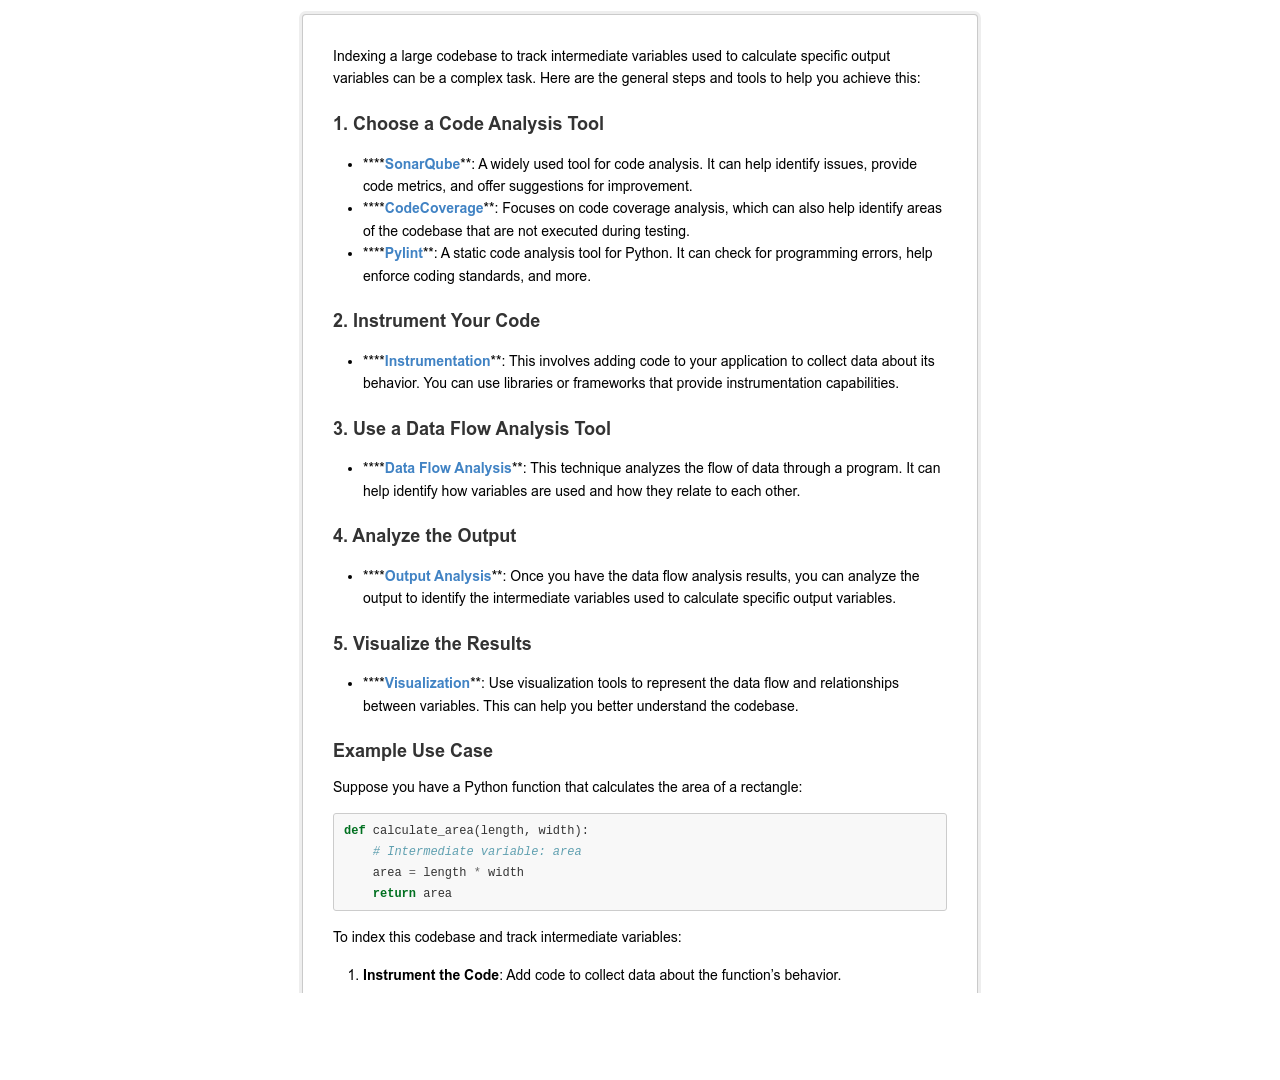 Indexing a large codebase to track intermediate variables used to calculate specific output
variables can be a complex task. Here are the general steps and tools to help you achieve this:
1. Choose a Code Analysis Tool
• ****SonarQube**: A widely used tool for code analysis. It can help identify issues, provide
code metrics, and offer suggestions for improvement.
• ****CodeCoverage**: Focuses on code coverage analysis, which can also help identify areas
of the codebase that are not executed during testing.
• ****Pylint**: A static code analysis tool for Python. It can check for programming errors, help
enforce coding standards, and more.
2. Instrument Your Code
• ****Instrumentation**: This involves adding code to your application to collect data about its
behavior. You can use libraries or frameworks that provide instrumentation capabilities.
3. Use a Data Flow Analysis Tool
• ****Data Flow Analysis**: This technique analyzes the flow of data through a program. It can
help identify how variables are used and how they relate to each other.
4. Analyze the Output
• ****Output Analysis**: Once you have the data flow analysis results, you can analyze the
output to identify the intermediate variables used to calculate specific output variables.
5. Visualize the Results
• ****Visualization**: Use visualization tools to represent the data flow and relationships
between variables. This can help you better understand the codebase.
Example Use Case
Suppose you have a Python function that calculates the area of a rectangle:
def calculate_area(length, width):
    # Intermediate variable: area
    area = length * width
    return area
To index this codebase and track intermediate variables:
1. Instrument the Code: Add code to collect data about the function’s behavior.